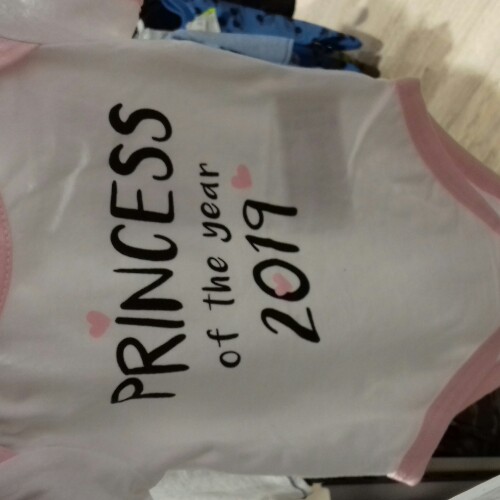 PRINCESS
of the year
2019